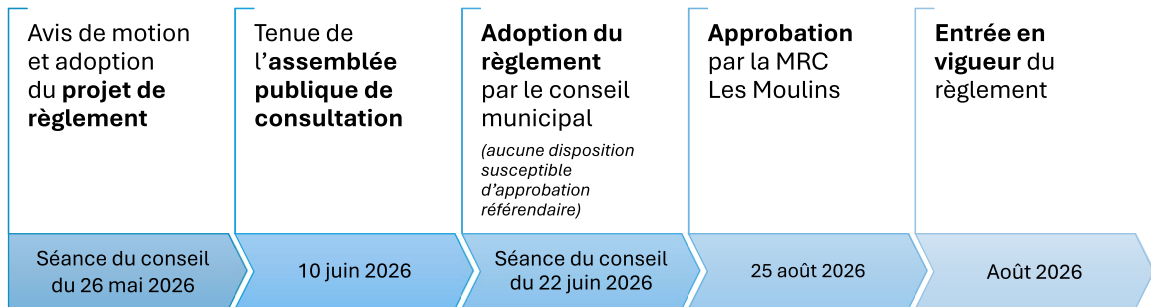 Avis de motion
et adoption
du projet de
règlement
Séance du conseil
du 26 mai 2026
Tenue de
l’assemblée
publique de
consultation
10 juin 2026
Adoption du
règlement
par le conseil
municipal
(aucune disposition
susceptible
d’approbation
référendaire)
Séance du conseil
du 22 juin 2026
Approbation
par la MRC
Les Moulins
25 août 2026
Entrée en
vigueur du
règlement
Août 2026